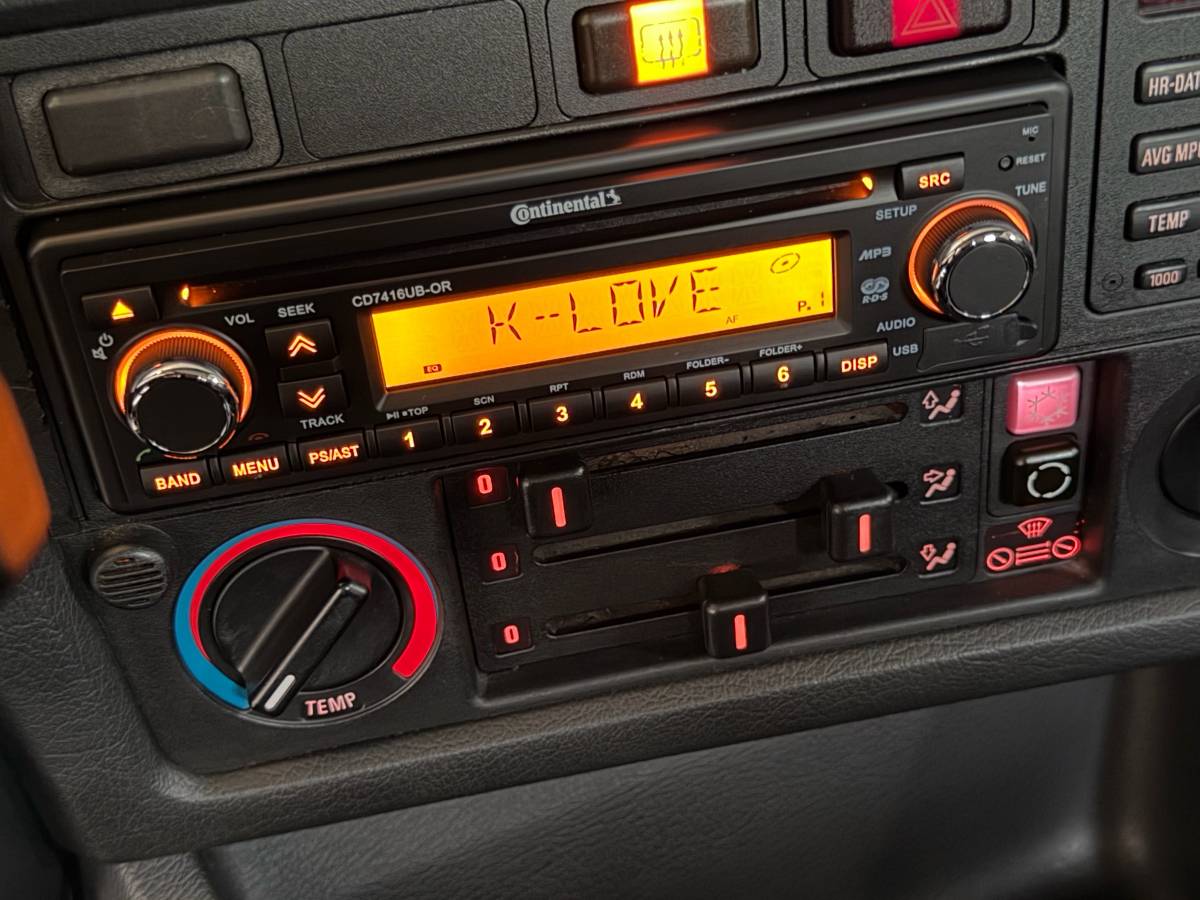 HR-DAT
MIC
RESET
AVG MPG
SRC
TUNE
Continental
SETUP
TEMP
MP3
CD7416UB-OR
K--LOVE
P. 1
AF
EQ
RDS
1000
VOL
SEEK
TRACK
AUDIO
USB
▶II ■TOP
SCN
RPT
RDM
FOLDER-
FOLDER+
BAND
MENU
PS/AST
1
2
3
4
5
6
DISP
0
0
0
TEMP